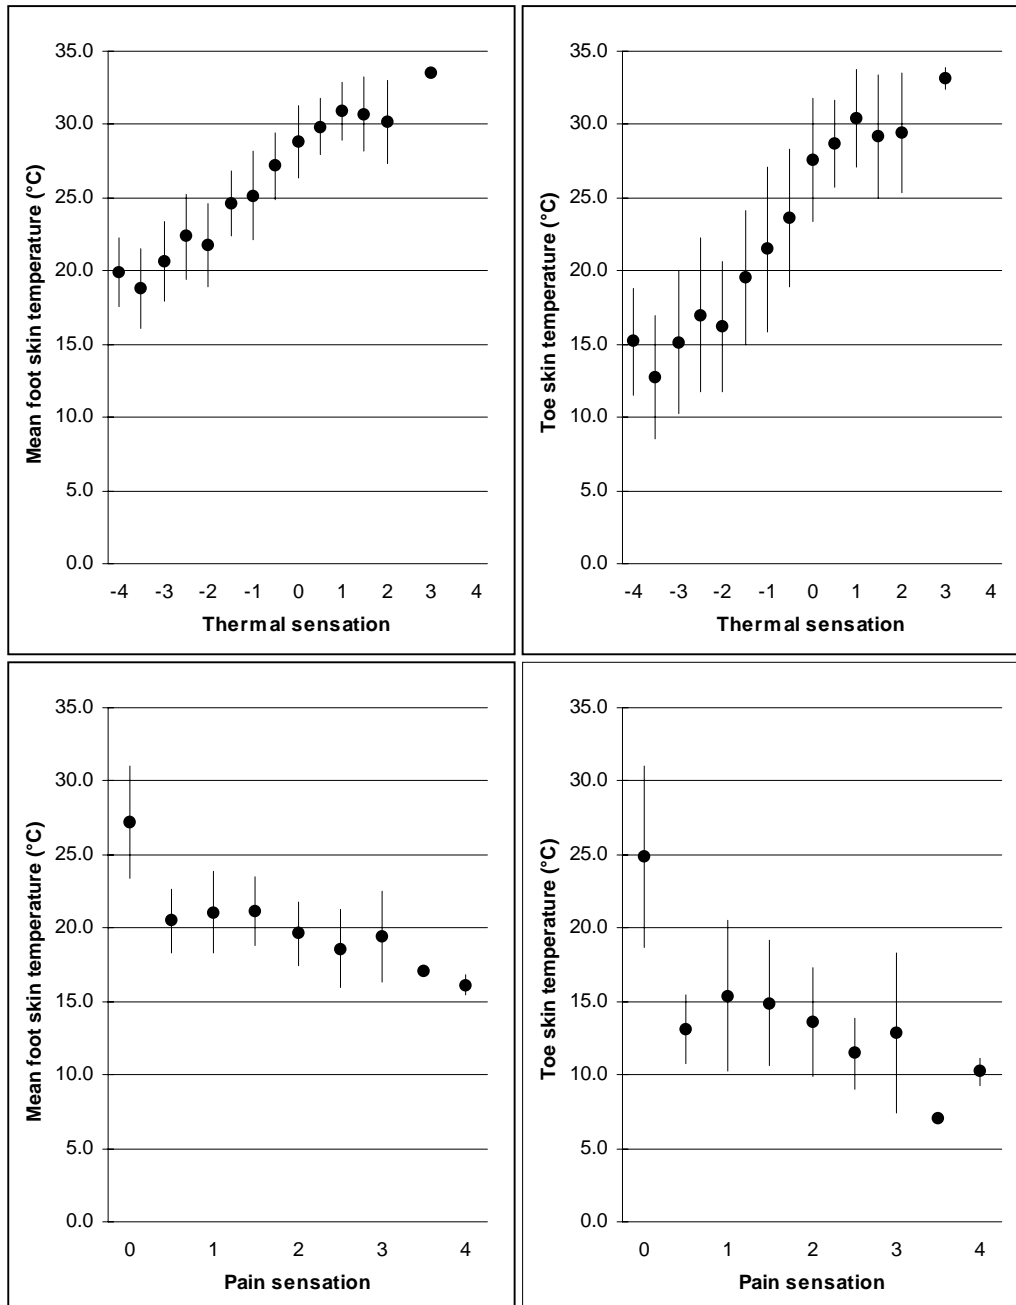 35.0
30.0
25.0
20.0
15.0
10.0
5.0
0.0
Mean foot skin temperature (°C)
-4 -3 -2 -1 0 1 2 3 4
Thermal sensation
35.0
30.0
25.0
20.0
15.0
10.0
5.0
0.0
Toe skin temperature (°C)
-4 -3 -2 -1 0 1 2 3 4
Thermal sensation
35.0
30.0
25.0
20.0
15.0
10.0
5.0
0.0
Mean foot skin temperature (°C)
0 1 2 3 4
Pain sensation
35.0
30.0
25.0
20.0
15.0
10.0
5.0
0.0
Toe skin temperature (°C)
0 1 2 3 4
Pain sensation